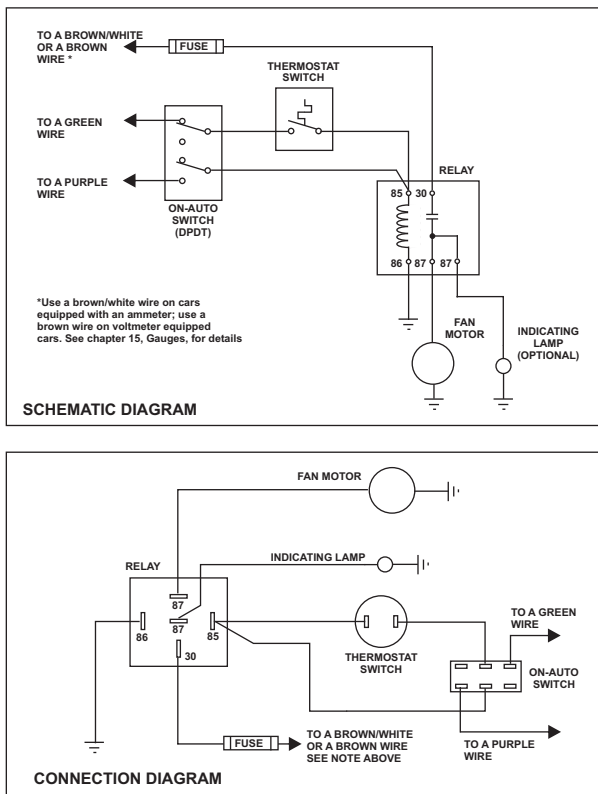 TO A BROWN/WHITE
OR A BROWN
WIRE *
FUSE
THERMOSTAT
SWITCH
TO A GREEN
WIRE
TO A PURPLE
WIRE
ON-AUTO
SWITCH
(DPDT)
RELAY
85 30
86 87 87
*Use a brown/white wire on cars
equipped with an ammeter; use a
brown wire on voltmeter equipped
cars. See chapter 15, Gauges, for details
FAN
MOTOR
INDICATING
LAMP
(OPTIONAL)
SCHEMATIC DIAGRAM
FAN MOTOR
INDICATING LAMP
RELAY
87
86
87
85
30
THERMOSTAT
SWITCH
TO A GREEN
WIRE
ON-AUTO
SWITCH
FUSE
TO A BROWN/WHITE
OR A BROWN WIRE
SEE NOTE ABOVE
TO A PURPLE
WIRE
CONNECTION DIAGRAM